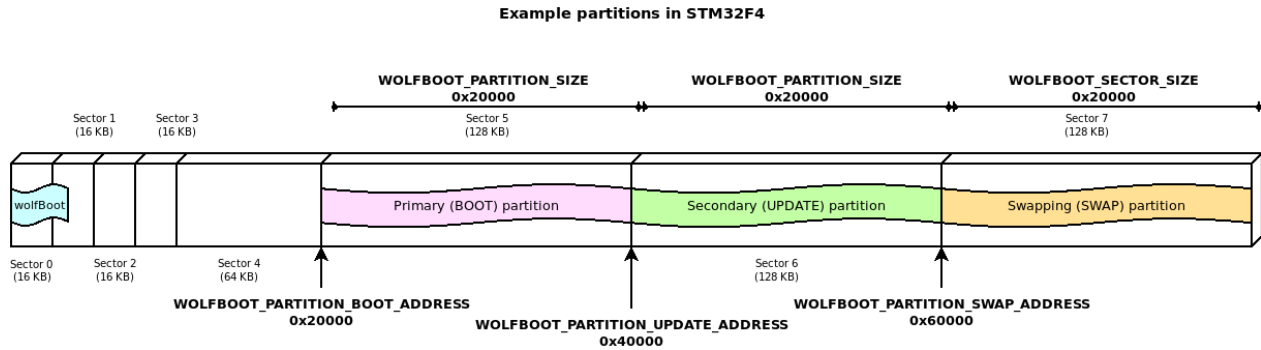 Example partitions in STM32F4
WOLFBOOT_PARTITION_SIZE
0x20000
WOLFBOOT_PARTITION_SIZE
0x20000
WOLFBOOT_SECTOR_SIZE
0x20000
Sector 1
(16 KB)
Sector 3
(16 KB)
Sector 5
(128 KB)
Sector 7
(128 KB)
wolfBoot
Primary (BOOT) partition
Secondary (UPDATE) partition
Swapping (SWAP) partition
Sector 0
(16 KB)
Sector 2
(16 KB)
Sector 4
(64 KB)
Sector 6
(128 KB)
WOLFBOOT_PARTITION_BOOT_ADDRESS
0x20000
WOLFBOOT_PARTITION_UPDATE_ADDRESS
0x40000
WOLFBOOT_PARTITION_SWAP_ADDRESS
0x60000